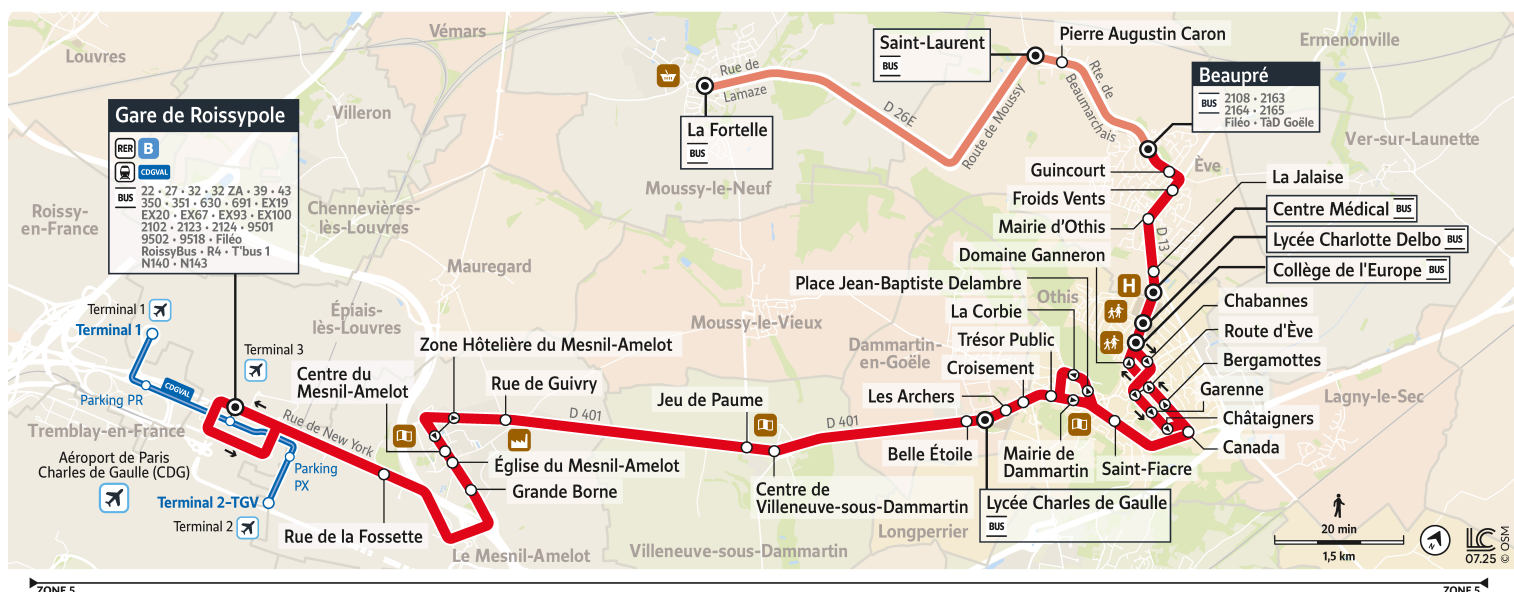 Louvres
Vémars
Villeron
Roissy-
en-France
Chennevières-
lès-Louvres
Épiais-
lès-Louvres
Mauregard
Moussy-le-Neuf
Moussy-le-Vieux
Ermenonville
Ver-sur-Launette
Ève
Othis
Dammartin-
en-Goële
Lagny-le-Sec
Longperrier
Villeneuve-sous-Dammartin
Le Mesnil-Amelot
Tremblay-en-France
Gare de Roissypole
RER B
CDGVAL
BUS
22 • 27 • 32 • 32 ZA • 39 • 43
350 • 351 • 630 • 691 • EX19
EX20 • EX67 • EX93 • EX100
2102 • 2123 • 2124 • 9501
9502 • 9518 • Filéo
RoissyBus • R4 • T'bus 1
N140 • N143
Terminal 1
Terminal 1
Terminal 3
CDGVAL
Parking PR
Aéroport de Paris
Charles de Gaulle (CDG)
Parking
PX
Terminal 2-TGV
Terminal 2
Rue de New York
Rue de la Fossette
Centre du
Mesnil-Amelot
Zone Hôtelière du Mesnil-Amelot
Rue de Guivry
Église du Mesnil-Amelot
Grande Borne
D 401
Jeu de Paume
Centre de
Villeneuve-sous-Dammartin
D 401
Belle Étoile
Lycée Charles de Gaulle
BUS
Les Archers
Croisement
Trésor Public
La Corbie
Place Jean-Baptiste Delambre
Mairie de
Dammartin
Saint-Fiacre
Canada
Châtaigners
Garenne
Bergamottes
Route d'Ève
Chabannes
Domaine Ganneron
Collège de l'Europe BUS
Lycée Charlotte Delbo BUS
Centre Médical BUS
H
La Jalaise
D 13
Mairie d'Othis
Froids Vents
Guincourt
Beaupré
BUS
2108 • 2163
2164 • 2165
Filéo • TàD Goële
Rte. de
Beaumarchais
Pierre Augustin Caron
Saint-Laurent
BUS
Route de Moussy
D 26E
Rue de
Lamaze
La Fortelle
BUS
20 min
1,5 km
N
LC
07.25
© OSM
ZONE 5
ZONE 5